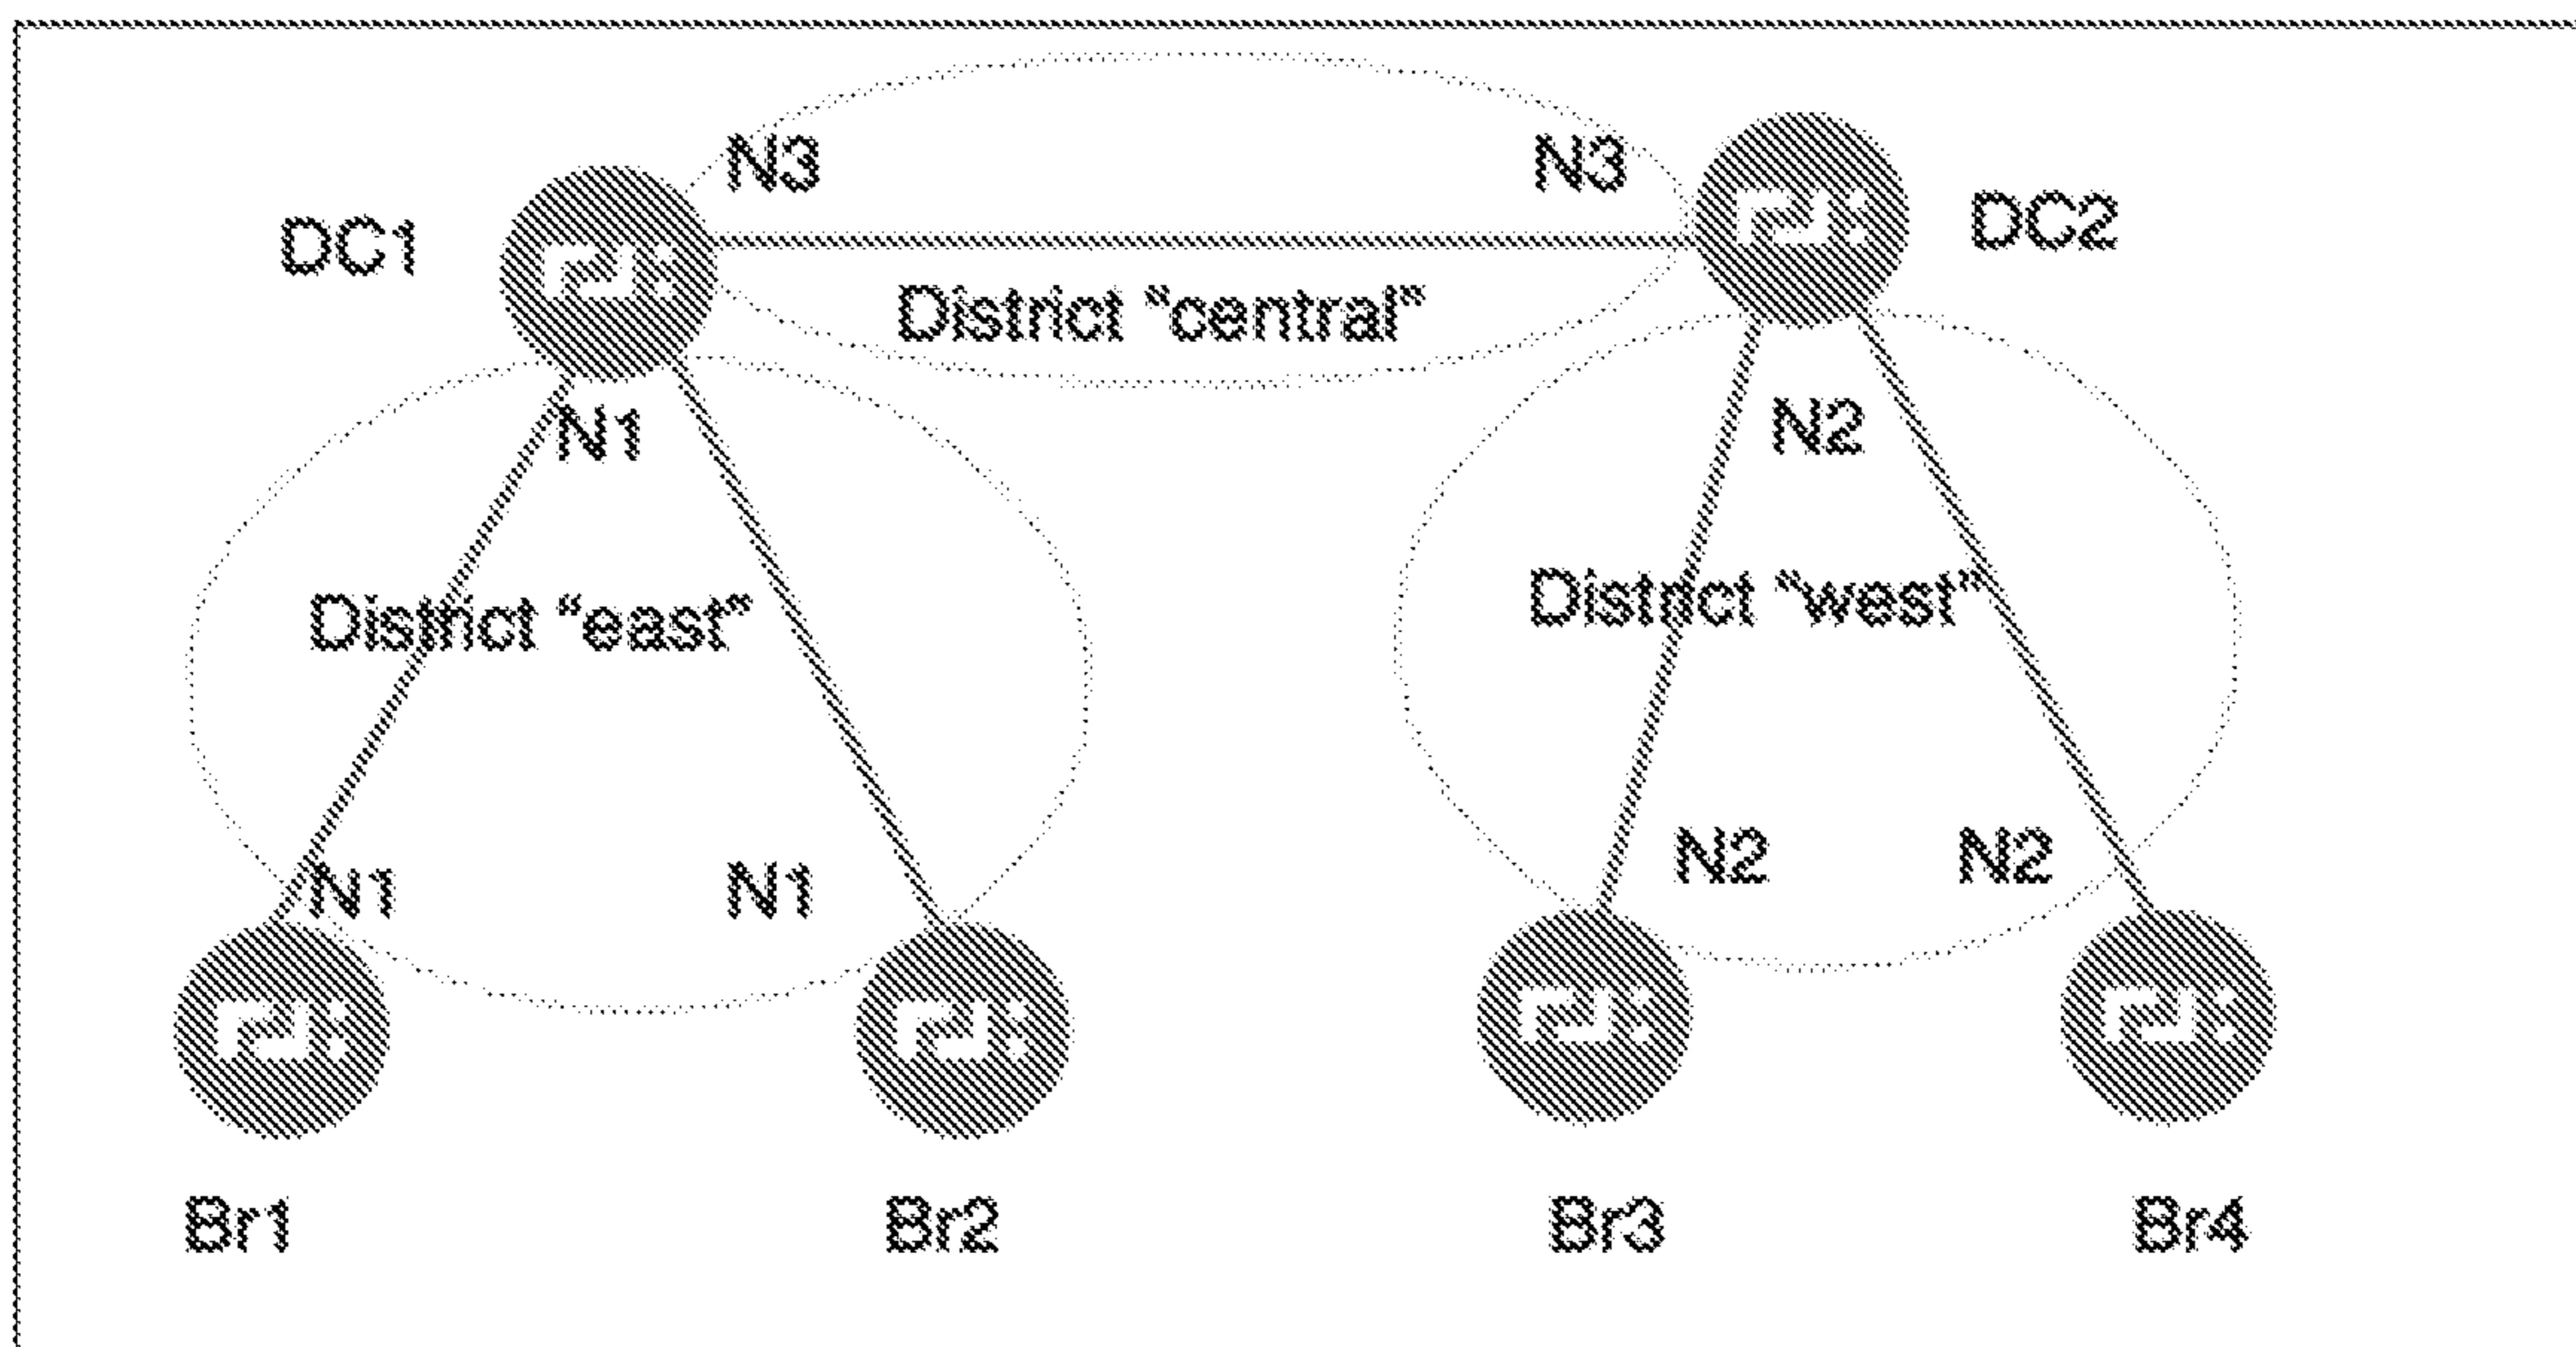 N3 N3
DC1 DC2
District “central”
N1 N2
District “east” District “west”
N1 N1 N2 N2
Br1 Br2 Br3 Br4